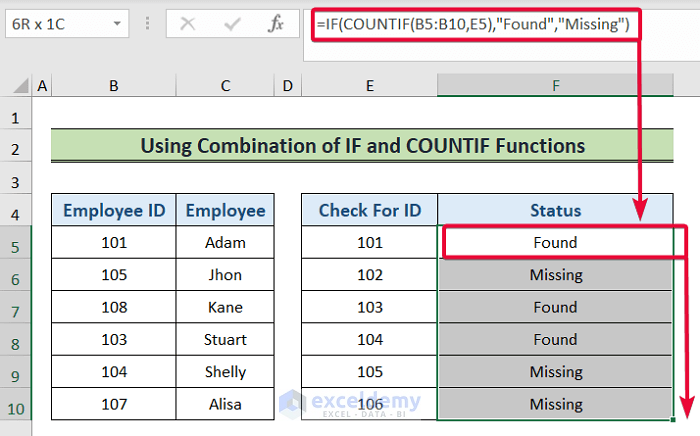 6R x 1C fx =IF(COUNTIF(B5:B10,E5),"Found","Missing")
A B C D E F
1
2 Using Combination of IF and COUNTIF Functions
3
4 Employee ID Employee Check For ID Status
5 101 Adam 101 Found
6 105 Jhon 102 Missing
7 108 Kane 103 Found
8 103 Stuart 104 Found
9 104 Shelly 105 Missing
10 107 Alisa 106 Missing
exceldemy
EXCEL - DATA - BI